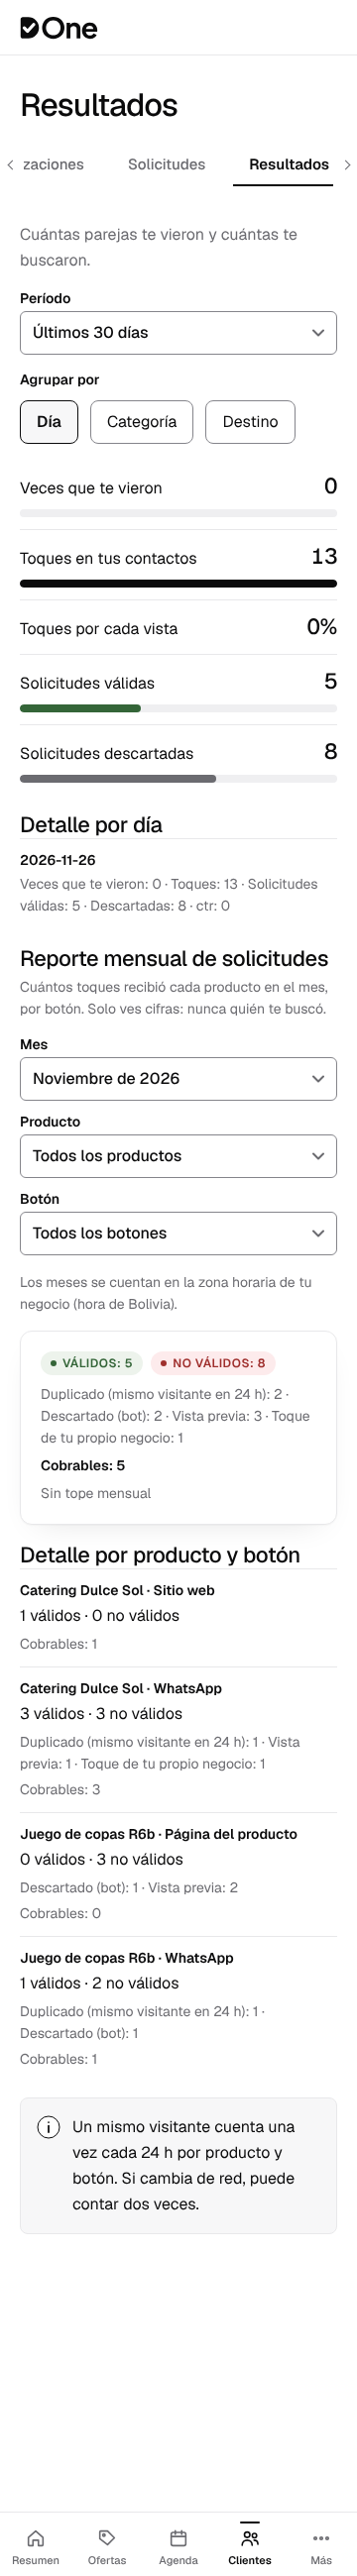 One
Resultados
zaciones
Solicitudes
Resultados
Cuántas parejas te vieron y cuántas te
buscaron.
Período
Últimos 30 días
Agrupar por
Día
Categoría
Destino
Veces que te vieron
0
Toques en tus contactos
13
Toques por cada vista
0%
Solicitudes válidas
5
Solicitudes descartadas
8
Detalle por día
2026-11-26
Veces que te vieron: 0 · Toques: 13 · Solicitudes
válidas: 5 · Descartadas: 8 · ctr: 0
Reporte mensual de solicitudes
Cuántos toques recibió cada producto en el mes,
por botón. Solo ves cifras: nunca quién te buscó.
Mes
Noviembre de 2026
Producto
Todos los productos
Botón
Todos los botones
Los meses se cuentan en la zona horaria de tu
negocio (hora de Bolivia).
VÁLIDOS: 5
NO VÁLIDOS: 8
Duplicado (mismo visitante en 24 h): 2 ·
Descartado (bot): 2 · Vista previa: 3 · Toque
de tu propio negocio: 1
Cobrables: 5
Sin tope mensual
Detalle por producto y botón
Catering Dulce Sol · Sitio web
1 válidos · 0 no válidos
Cobrables: 1
Catering Dulce Sol · WhatsApp
3 válidos · 3 no válidos
Duplicado (mismo visitante en 24 h): 1 · Vista
previa: 1 · Toque de tu propio negocio: 1
Cobrables: 3
Juego de copas R6b · Página del producto
0 válidos · 3 no válidos
Descartado (bot): 1 · Vista previa: 2
Cobrables: 0
Juego de copas R6b · WhatsApp
1 válidos · 2 no válidos
Duplicado (mismo visitante en 24 h): 1 ·
Descartado (bot): 1
Cobrables: 1
Un mismo visitante cuenta una
vez cada 24 h por producto y
botón. Si cambia de red, puede
contar dos veces.
Resumen
Ofertas
Agenda
Clientes
Más